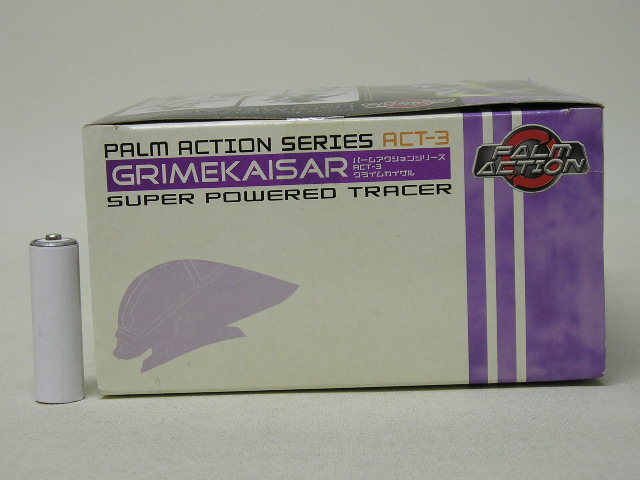 PALM ACTION SERIES ACT-3
GRIMEKAISAR
パームアクションシリーズ
ACT-3
クライムカイザル
SUPER POWERED TRACER
PALM
ACTION